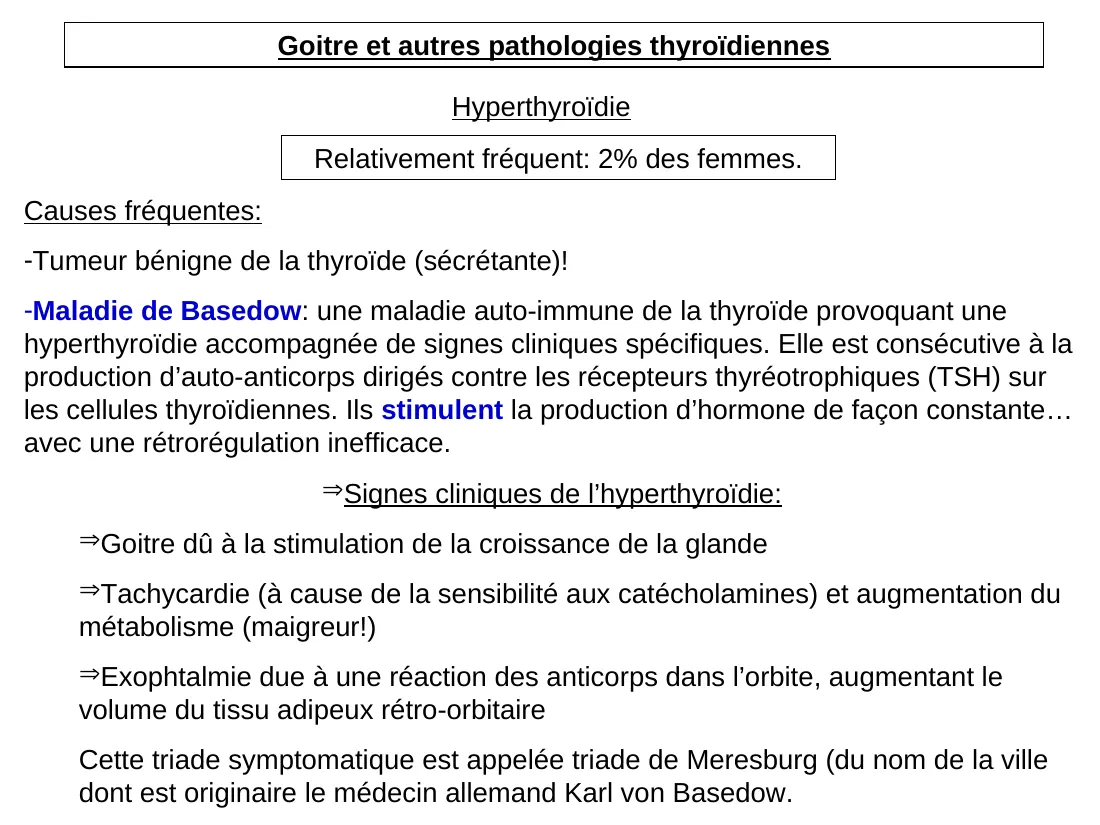 Goitre et autres pathologies thyroïdiennes
Hyperthyroïdie
Relativement fréquent: 2% des femmes.
Causes fréquentes:
-Tumeur bénigne de la thyroïde (sécrétante)!
-Maladie de Basedow: une maladie auto-immune de la thyroïde provoquant une
hyperthyroïdie accompagnée de signes cliniques spécifiques. Elle est consécutive à la
production d’auto-anticorps dirigés contre les récepteurs thyréotrophiques (TSH) sur
les cellules thyroïdiennes. Ils stimulent la production d’hormone de façon constante…
avec une rétrorégulation inefficace.
⇒Signes cliniques de l’hyperthyroïdie:
⇒Goitre dû à la stimulation de la croissance de la glande
⇒Tachycardie (à cause de la sensibilité aux catécholamines) et augmentation du
métabolisme (maigreur!)
⇒Exophtalmie due à une réaction des anticorps dans l’orbite, augmentant le
volume du tissu adipeux rétro-orbitaire
Cette triade symptomatique est appelée triade de Meresburg (du nom de la ville
dont est originaire le médecin allemand Karl von Basedow.